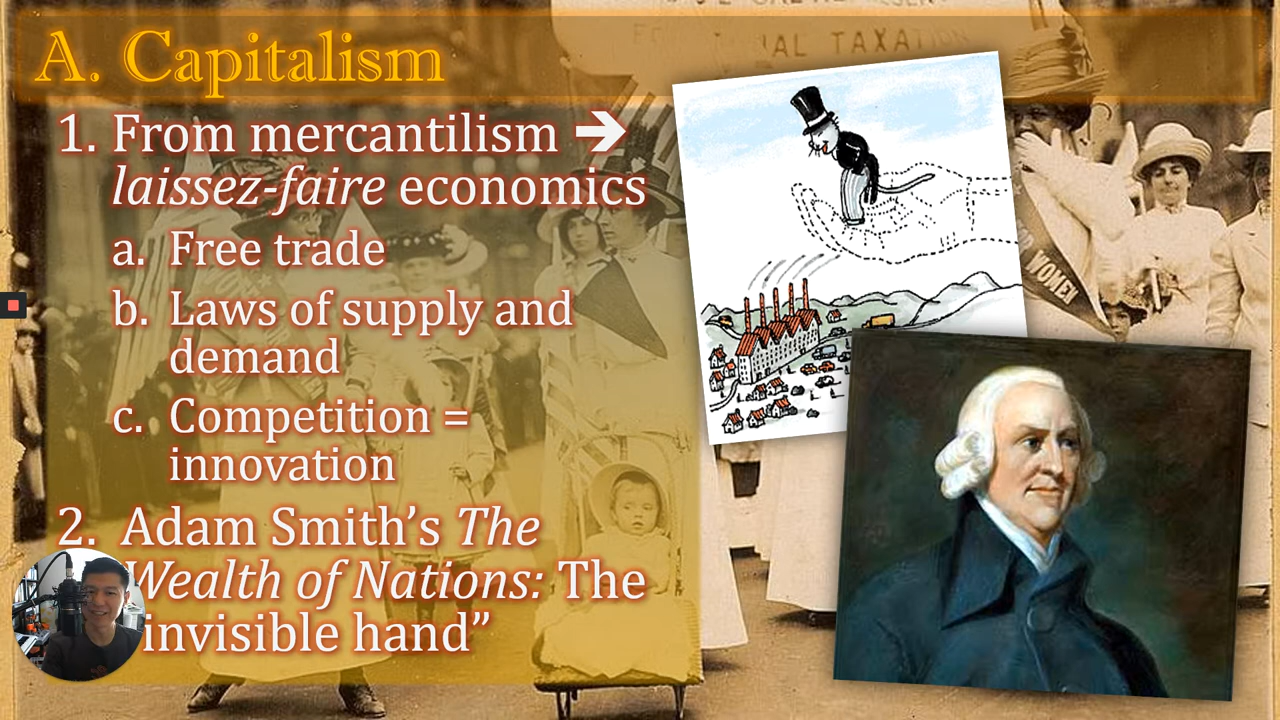 A. Capitalism
TAXATION
1. From mercantilism ➔
laissez-faire economics
WOMEN
a. Free trade
b. Laws of supply and
demand
c. Competition =
innovation
2. Adam Smith’s The
Wealth of Nations: The
invisible hand”